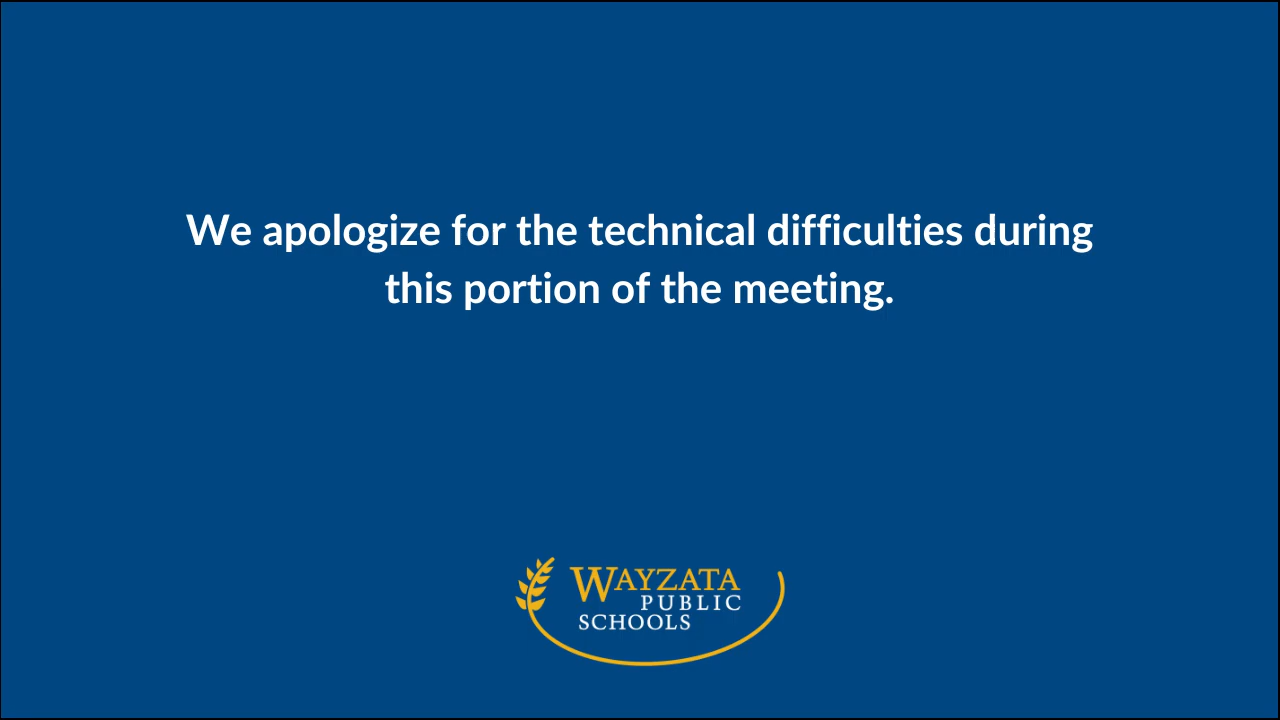 We apologize for the technical difficulties during
this portion of the meeting.
WAYZATA
PUBLIC
SCHOOLS